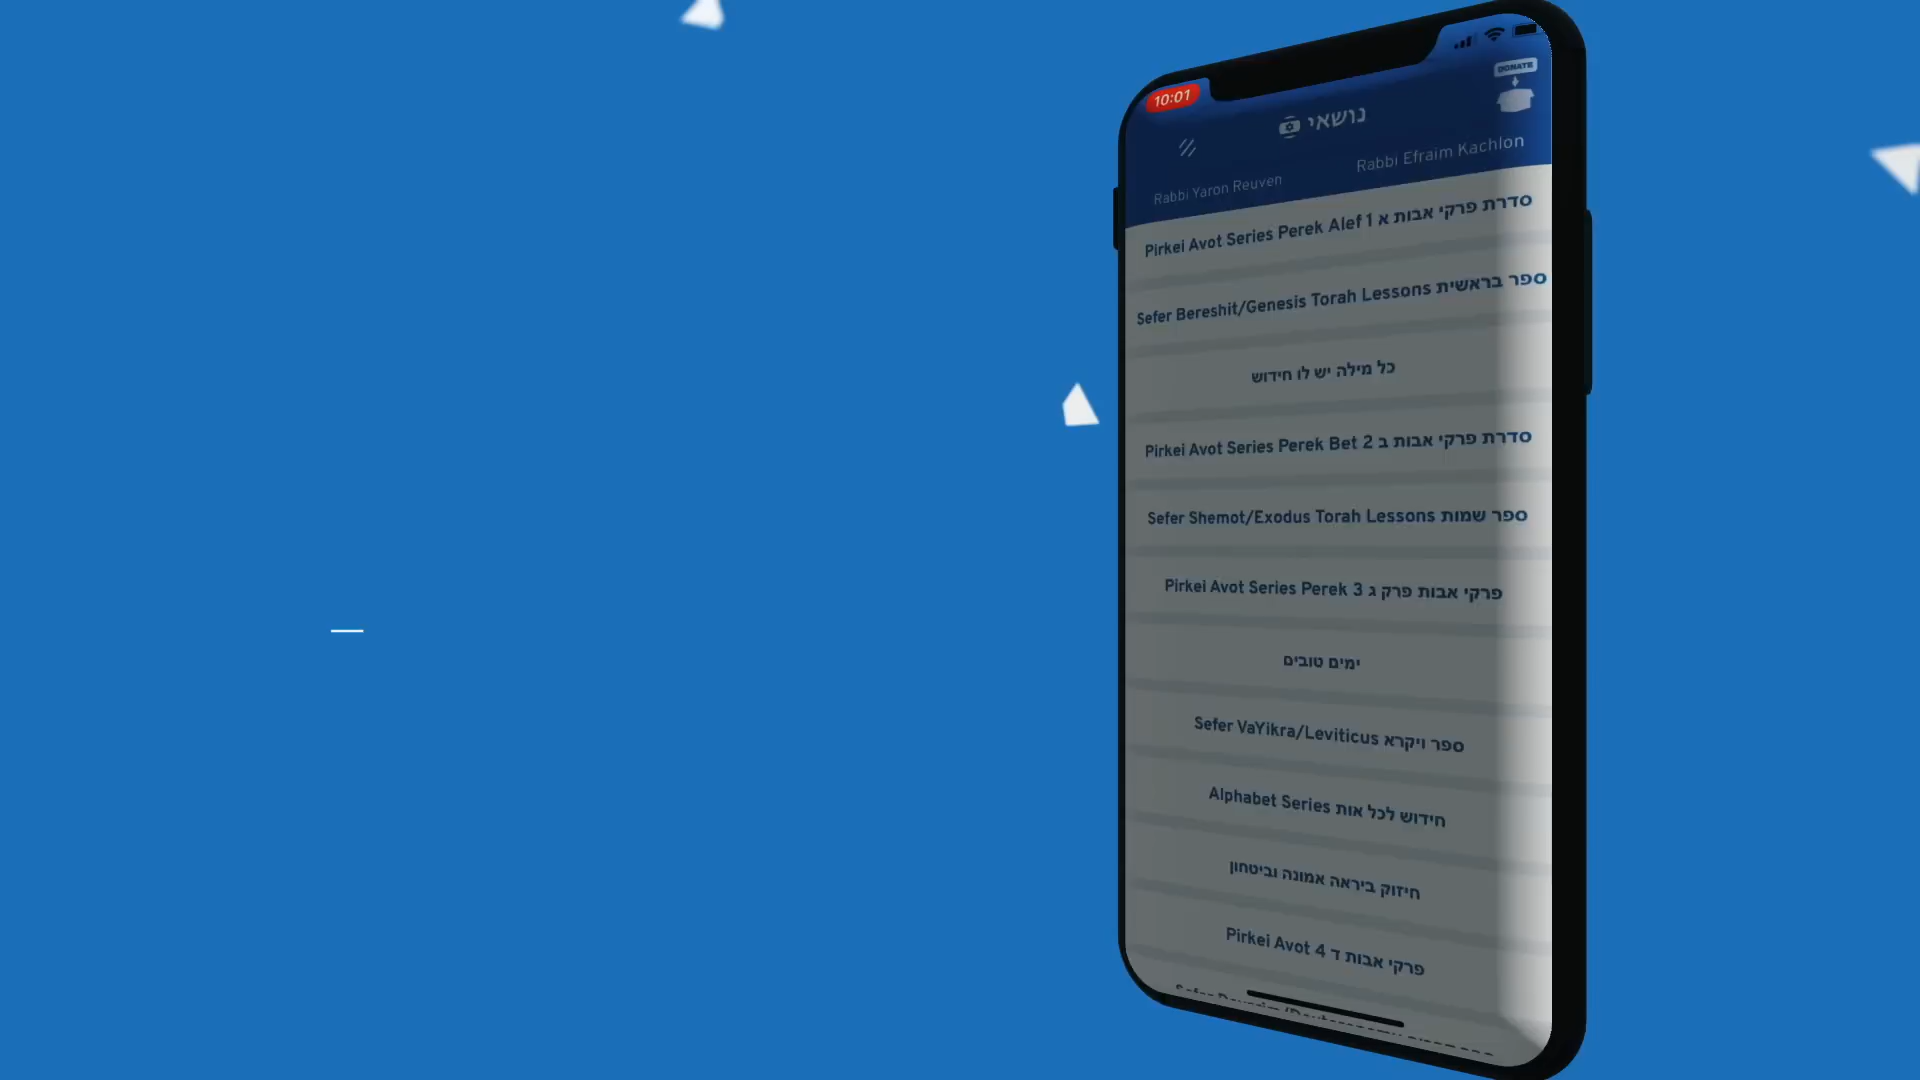 10:01
DONATE
נושאי
Rabbi Yaron Reuven
Rabbi Efraim Kachlon
Pirkei Avot Series Perek Alef 1 סדרת פרקי אבות א
Sefer Bereshit/Genesis Torah Lessons ספר בראשית
כל מילה יש לו חידוש
Pirkei Avot Series Perek Bet 2 סדרת פרקי אבות ב
Sefer Shemot/Exodus Torah Lessons ספר שמות
Pirkei Avot Series Perek 3 פרקי אבות פרק ג
ימים טובים
Sefer VaYikra/Leviticus ספר ויקרא
Alphabet Series חידוש לכל אות
חיזוק ביראה אמונה וביטחון
Pirkei Avot 4 פרקי אבות ד